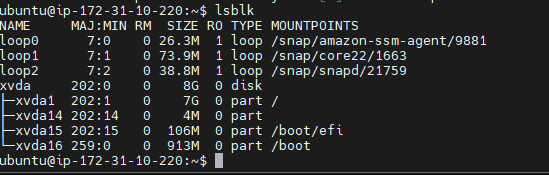 ubuntu@ip-172-31-10-220:~$ lsblk
NAME     MAJ:MIN RM   SIZE RO TYPE MOUNTPOINTS
loop0      7:0    0  26.3M  1 loop /snap/amazon-ssm-agent/9881
loop1      7:1    0  73.9M  1 loop /snap/core22/1663
loop2      7:2    0  38.8M  1 loop /snap/snapd/21759
xvda     202:0    0     8G  0 disk
├─xvda1  202:1    0     7G  0 part /
├─xvda14 202:14   0     4M  0 part
├─xvda15 202:15   0   106M  0 part /boot/efi
└─xvda16 259:0    0   913M  0 part /boot
ubuntu@ip-172-31-10-220:~$